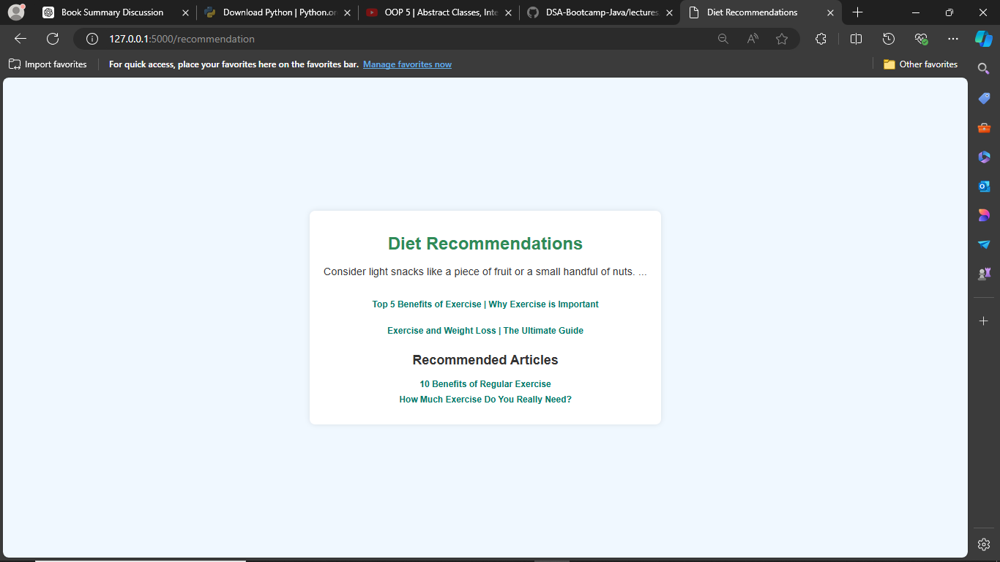 Book Summary Discussion
Download Python | Python.or
OOP 5 | Abstract Classes, Inte
DSA-Bootcamp-Java/lectures
Diet Recommendations
127.0.0.1:5000/recommendation
Import favorites
For quick access, place your favorites here on the favorites bar. Manage favorites now
Other favorites
Diet Recommendations
Consider light snacks like a piece of fruit or a small handful of nuts. ...
Top 5 Benefits of Exercise | Why Exercise is Important
Exercise and Weight Loss | The Ultimate Guide
Recommended Articles
10 Benefits of Regular Exercise
How Much Exercise Do You Really Need?